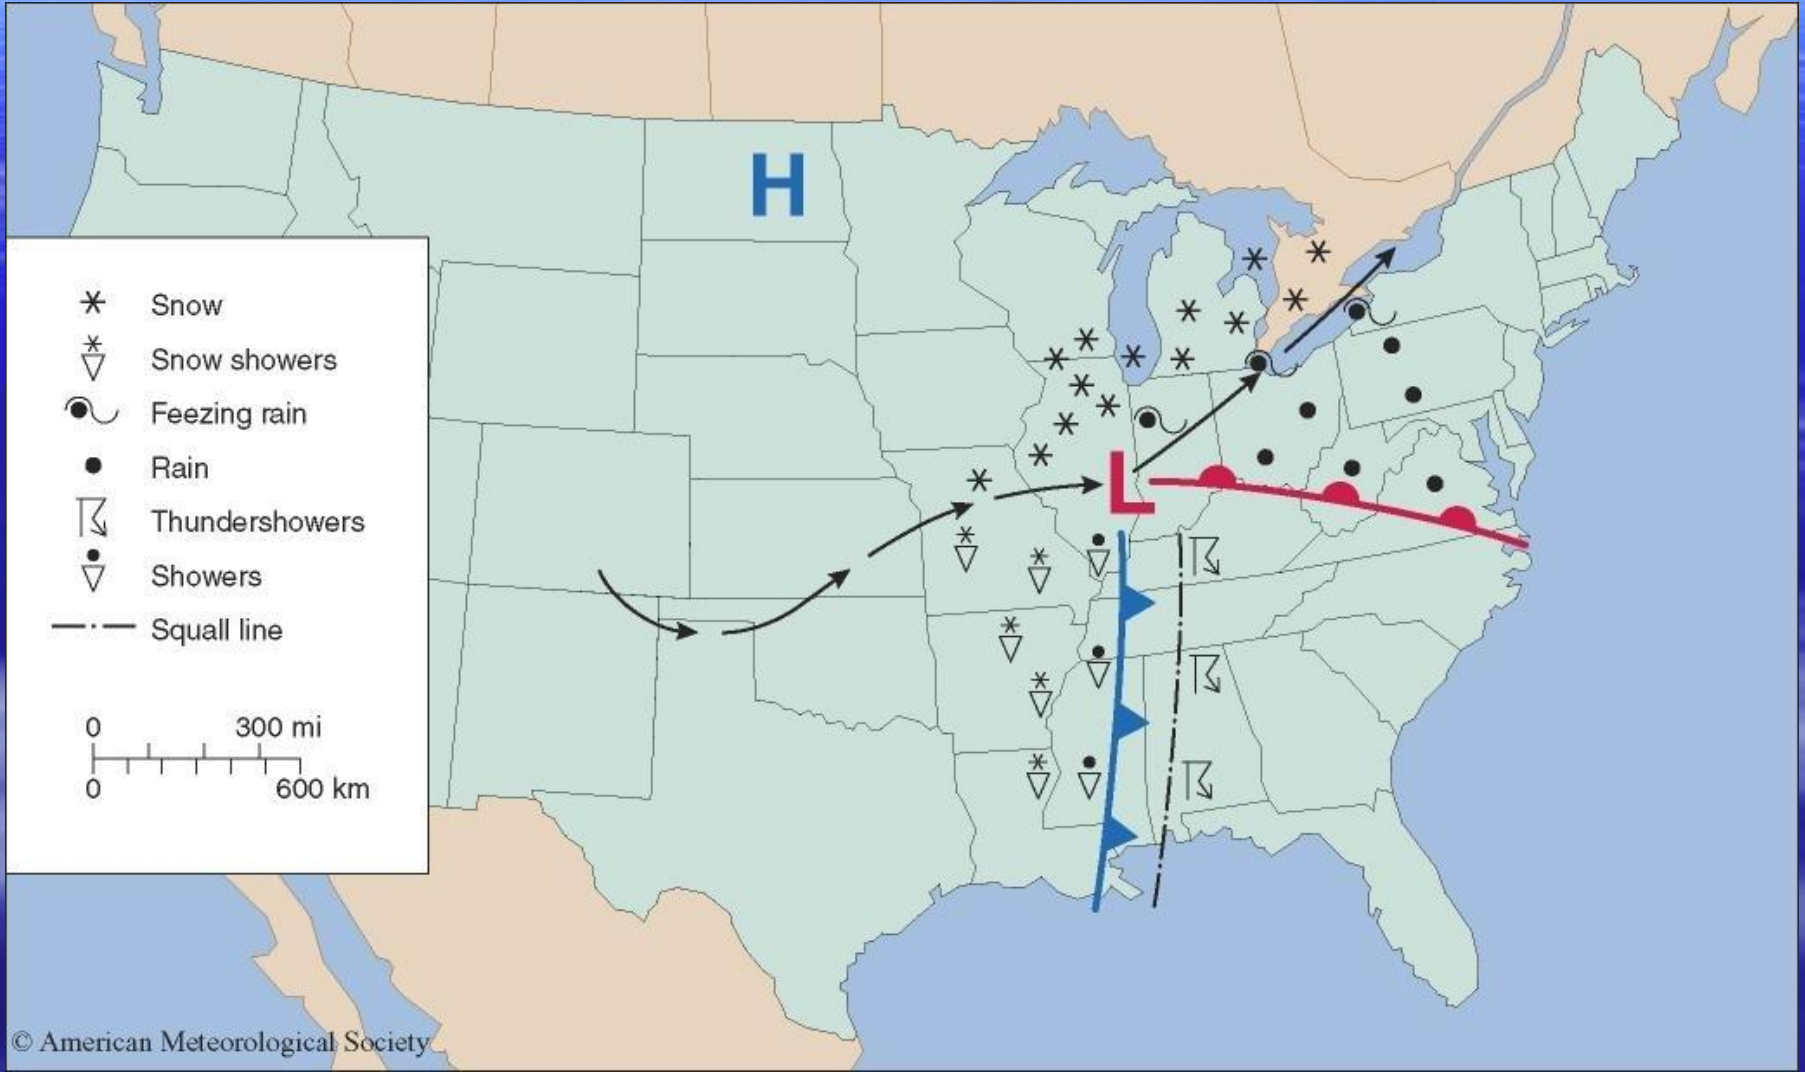 H
Snow
Snow showers
Feezing rain
Rain
Thundershowers
Showers
Squall line
0 300 mi
0 600 km
L
© American Meteorological Society